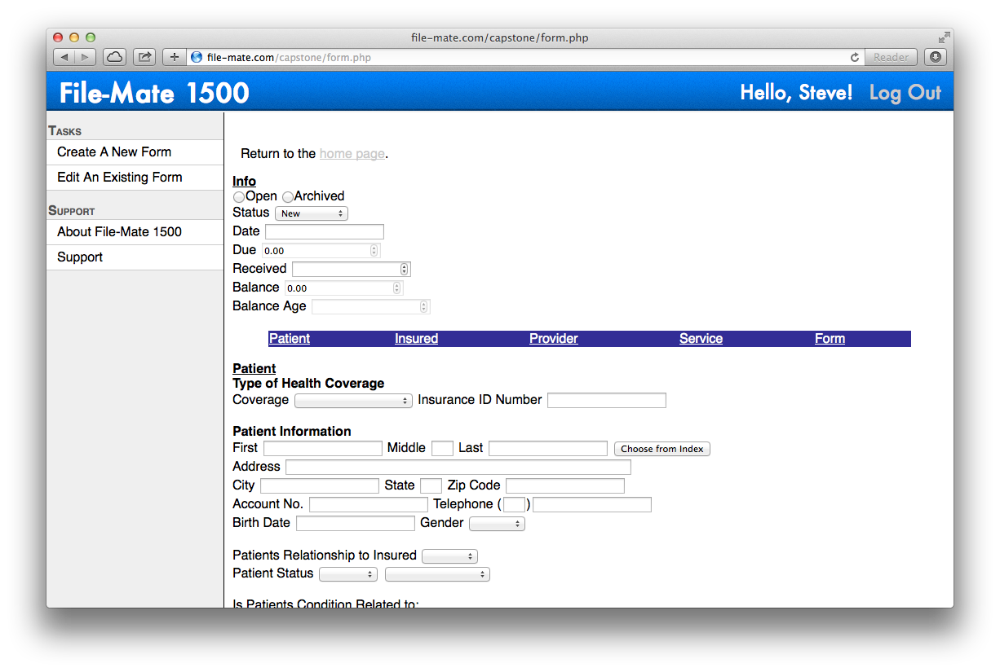 file-mate.com/capstone/form.php
file-mate.com/capstone/form.php Reader
File-Mate 1500 Hello, Steve! Log Out
Tasks
Create A New Form
Edit An Existing Form
Support
About File-Mate 1500
Support
Return to the home page.
Info
Open Archived
Status New
Date
Due 0.00
Received
Balance 0.00
Balance Age
Patient Insured Provider Service Form
Patient
Type of Health Coverage
Coverage Insurance ID Number
Patient Information
First Middle Last Choose from Index
Address
City State Zip Code
Account No. Telephone ( )
Birth Date Gender
Patients Relationship to Insured
Patient Status
Is Patients Condition Related to: